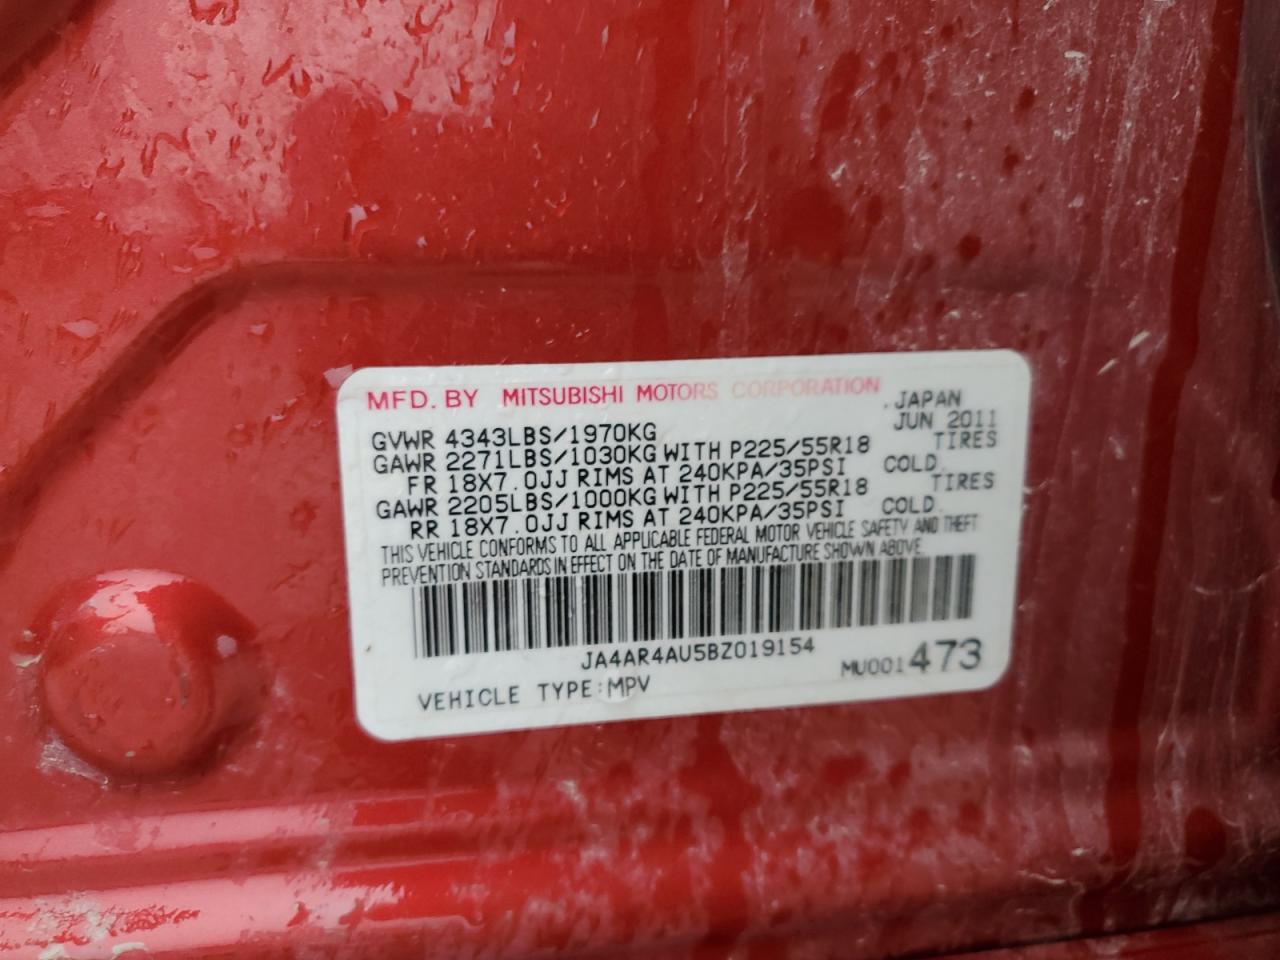 MFD. BY MITSUBISHI MOTORS CORPORATION . JAPAN
JUN 2011
GVWR 4343LBS/1970KG
GAWR 2271LBS/1030KG WITH P225/55R18 TIRES
FR 18X7.0JJ RIMS AT 240KPA/35PSI COLD.
GAWR 2205LBS/1000KG WITH P225/55R18 TIRES
RR 18X7.0JJ RIMS AT 240KPA/35PSI COLD.
THIS VEHICLE CONFORMS TO ALL APPLICABLE FEDERAL MOTOR VEHICLE SAFETY AND THEFT
PREVENTION STANDARDS IN EFFECT ON THE DATE OF MANUFACTURE SHOWN ABOVE.
JA4AR4AU5BZ019154
VEHICLE TYPE:MPV MU001473